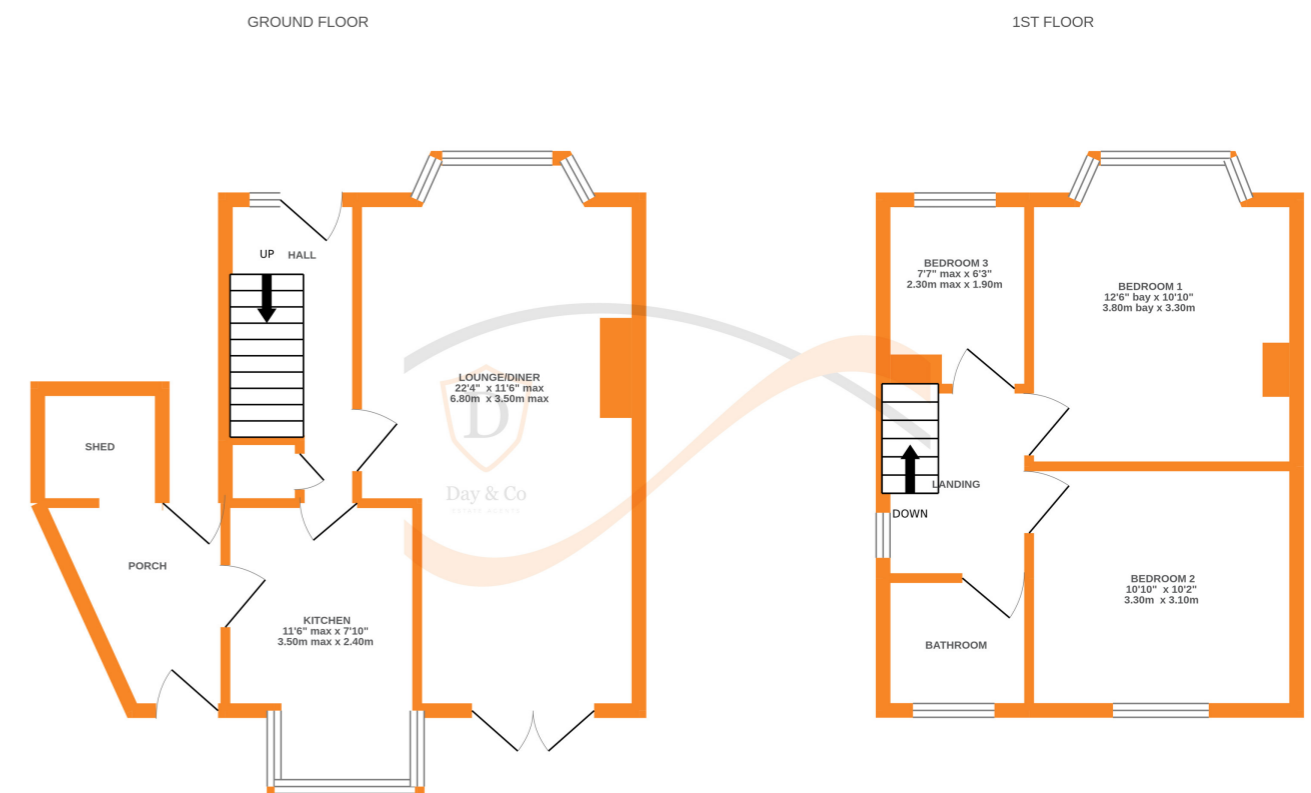 GROUND FLOOR
1ST FLOOR
UP HALL
LOUNGE/DINER
22'4" x 11'6" max
6.80m x 3.50m max
SHED
PORCH
KITCHEN
11'6" max x 7'10"
3.50m max x 2.40m
D
Day & Co
ESTATE AGENTS
BEDROOM 3
7'7" max x 6'3"
2.30m max x 1.90m
BEDROOM 1
12'6" bay x 10'10"
3.80m bay x 3.30m
LANDING
DOWN
BEDROOM 2
10'10" x 10'2"
3.30m x 3.10m
BATHROOM